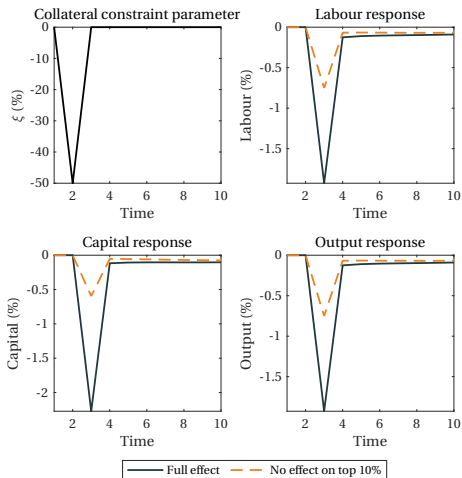 Collateral constraint parameter
0
-10
-20
-30
-40
-50
ξ (%)
2 4 6 8 10
Time
Labour response
0
-0.5
-1
-1.5
Labour (%)
2 4 6 8 10
Time
Capital response
0
-0.5
-1
-1.5
-2
Capital (%)
2 4 6 8 10
Time
Output response
0
-0.5
-1
-1.5
Output (%)
2 4 6 8 10
Time
Full effect
No effect on top 10%